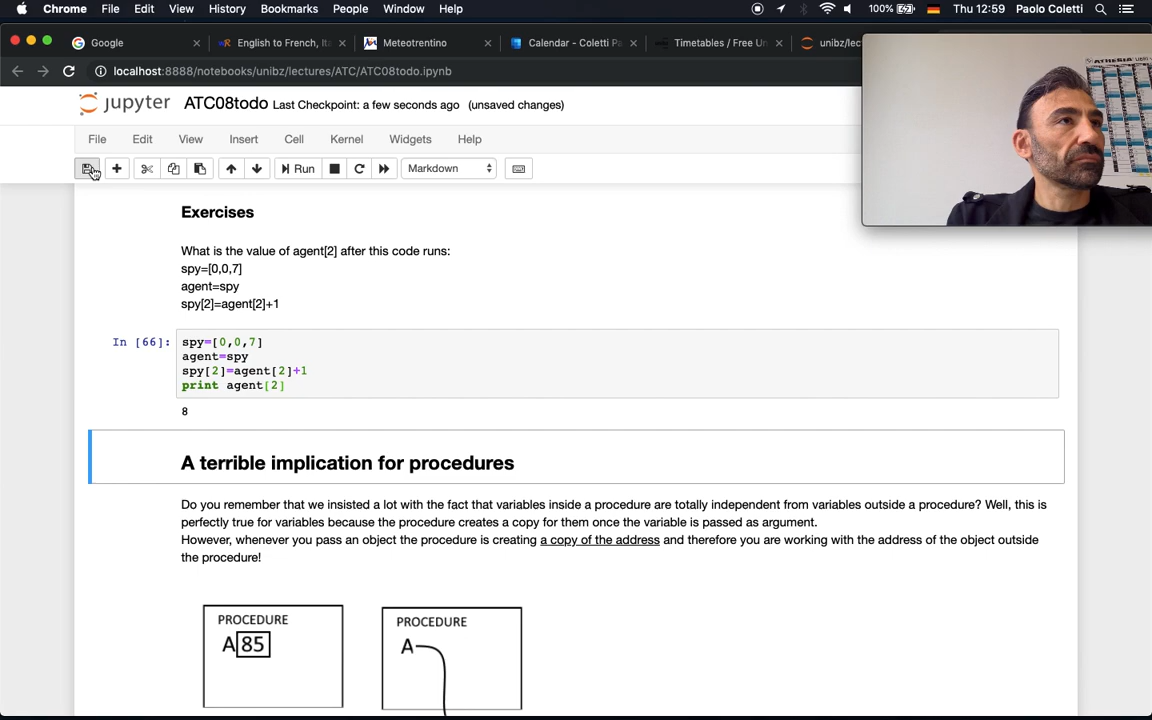 Chrome File Edit View History Bookmarks People Window Help 100% Thu 12:59 Paolo Coletti
Google English to French, Ita Meteotrentino Calendar - Coletti Pa Timetables / Free Un unibz/lec
localhost:8888/notebooks/unibz/lectures/ATC/ATC08todo.ipynb
jupyter ATC08todo Last Checkpoint: a few seconds ago (unsaved changes)
File Edit View Insert Cell Kernel Widgets Help
Run Markdown
Exercises
What is the value of agent[2] after this code runs:
spy=[0,0,7]
agent=spy
spy[2]=agent[2]+1
In [66]: spy=[0,0,7]
agent=spy
spy[2]=agent[2]+1
print agent[2]
8
A terrible implication for procedures
Do you remember that we insisted a lot with the fact that variables inside a procedure are totally independent from variables outside a procedure? Well, this is
perfectly true for variables because the procedure creates a copy for them once the variable is passed as argument.
However, whenever you pass an object the procedure is creating a copy of the address and therefore you are working with the address of the object outside
the procedure!
PROCEDURE PROCEDURE
A 85 A
ATHESIA